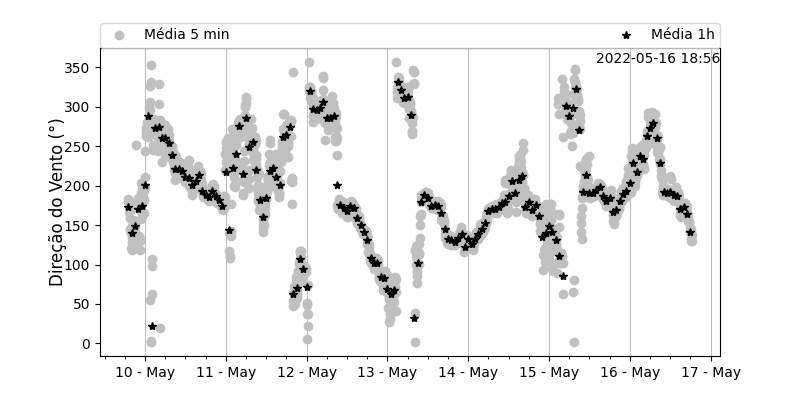 Média 5 min
Média 1h
2022-05-16 18:56
Direção do Vento (°)
350
300
250
200
150
100
50
0
10 - May
11 - May
12 - May
13 - May
14 - May
15 - May
16 - May
17 - May